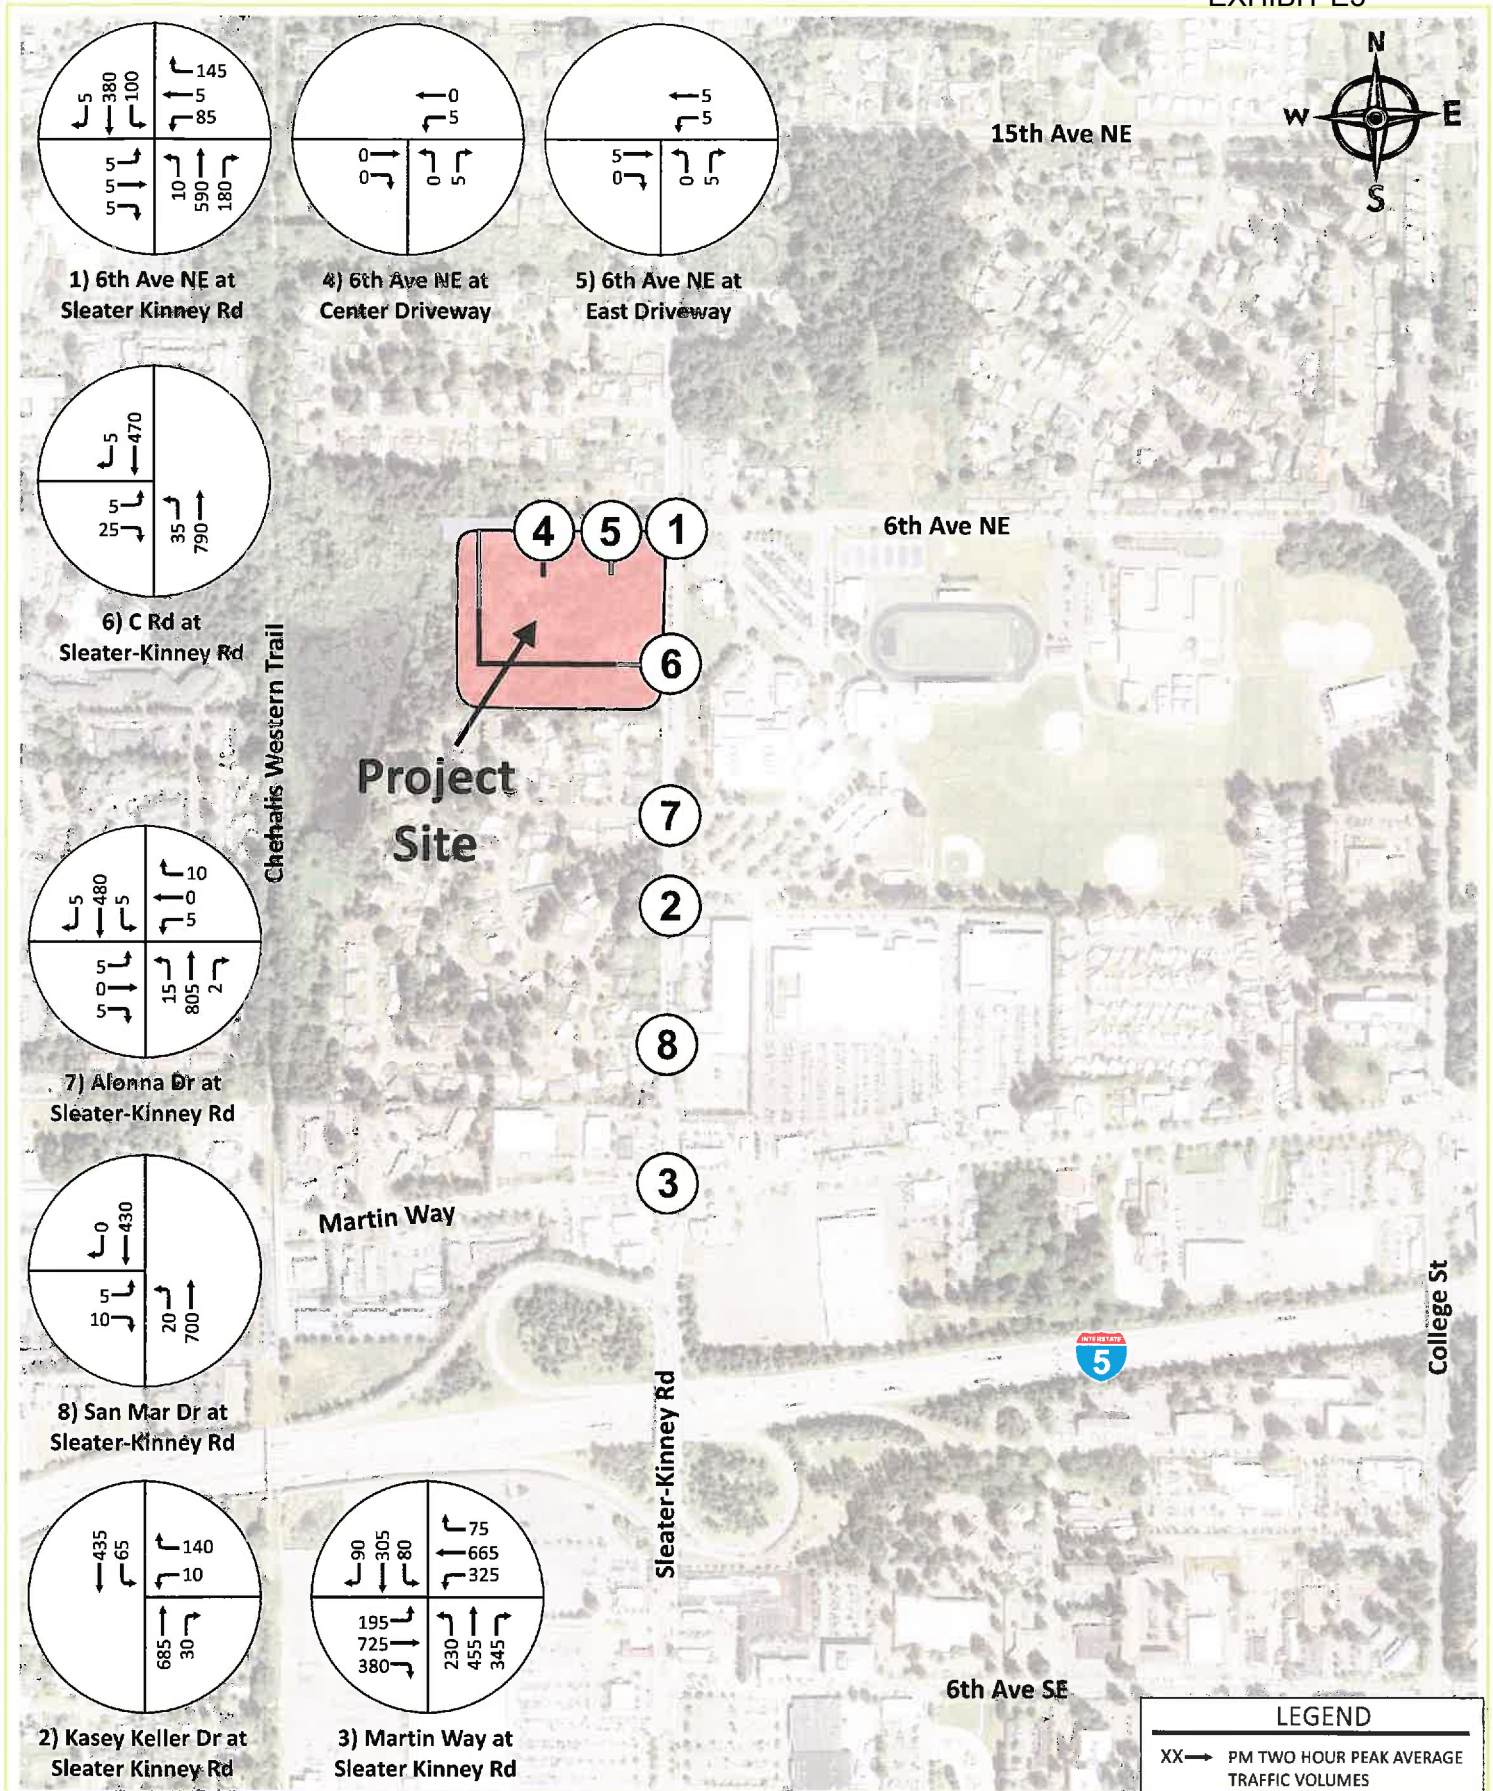 EXHIBIT E3
N
W
E
S
15th Ave NE
5
380
100
145
5
85
5
5
5
10
590
180
1) 6th Ave NE at
Sleater Kinney Rd
0
5
0
0
0
5
4) 6th Ave NE at
Center Driveway
5
5
5
0
0
5
5) 6th Ave NE at
East Driveway
5
470
5
25
35
790
6) C Rd at
Sleater-Kinney Rd
Chehalis Western Trail
4
5
1
6th Ave NE
6
Project
Site
7
2
8
3
5
480
5
10
0
5
5
0
5
15
805
2
7) Alonna Dr at
Sleater-Kinney Rd
Martin Way
0
430
5
10
20
700
8) San Mar Dr at
Sleater-Kinney Rd
INTERSTATE
5
College St
Sleater-Kinney Rd
435
65
140
10
685
30
2) Kasey Keller Dr at
Sleater Kinney Rd
90
305
80
75
665
325
195
725
380
230
455
345
3) Martin Way at
Sleater Kinney Rd
6th Ave SE
LEGEND
XX PM TWO HOUR PEAK AVERAGE
TRAFFIC VOLUMES